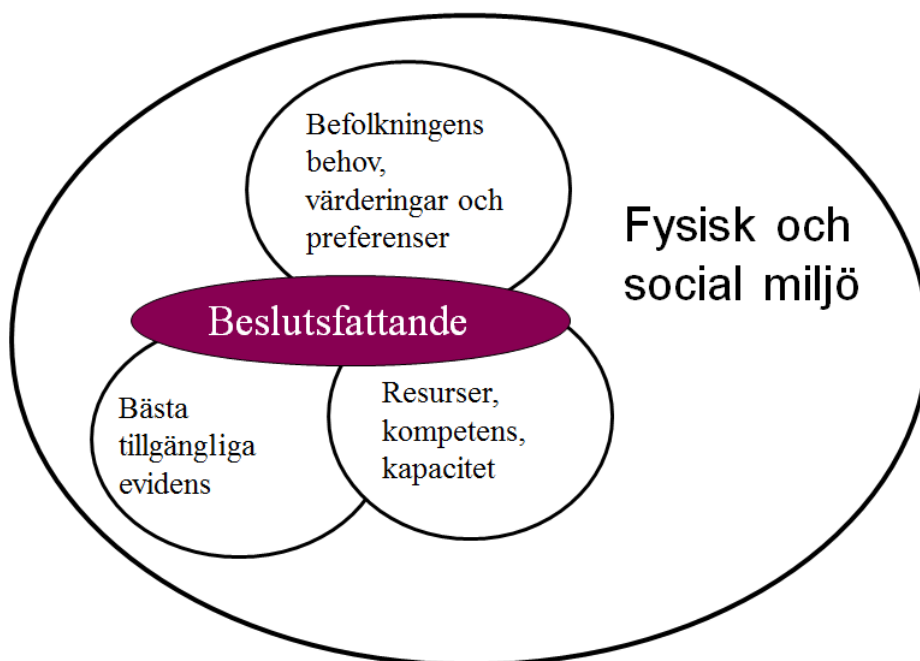 Befolkningens
behov,
värderingar och
preferenser
Fysisk och
social miljö
Beslutsfattande
Bästa
tillgängliga
evidens
Resurser,
kompetens,
kapacitet